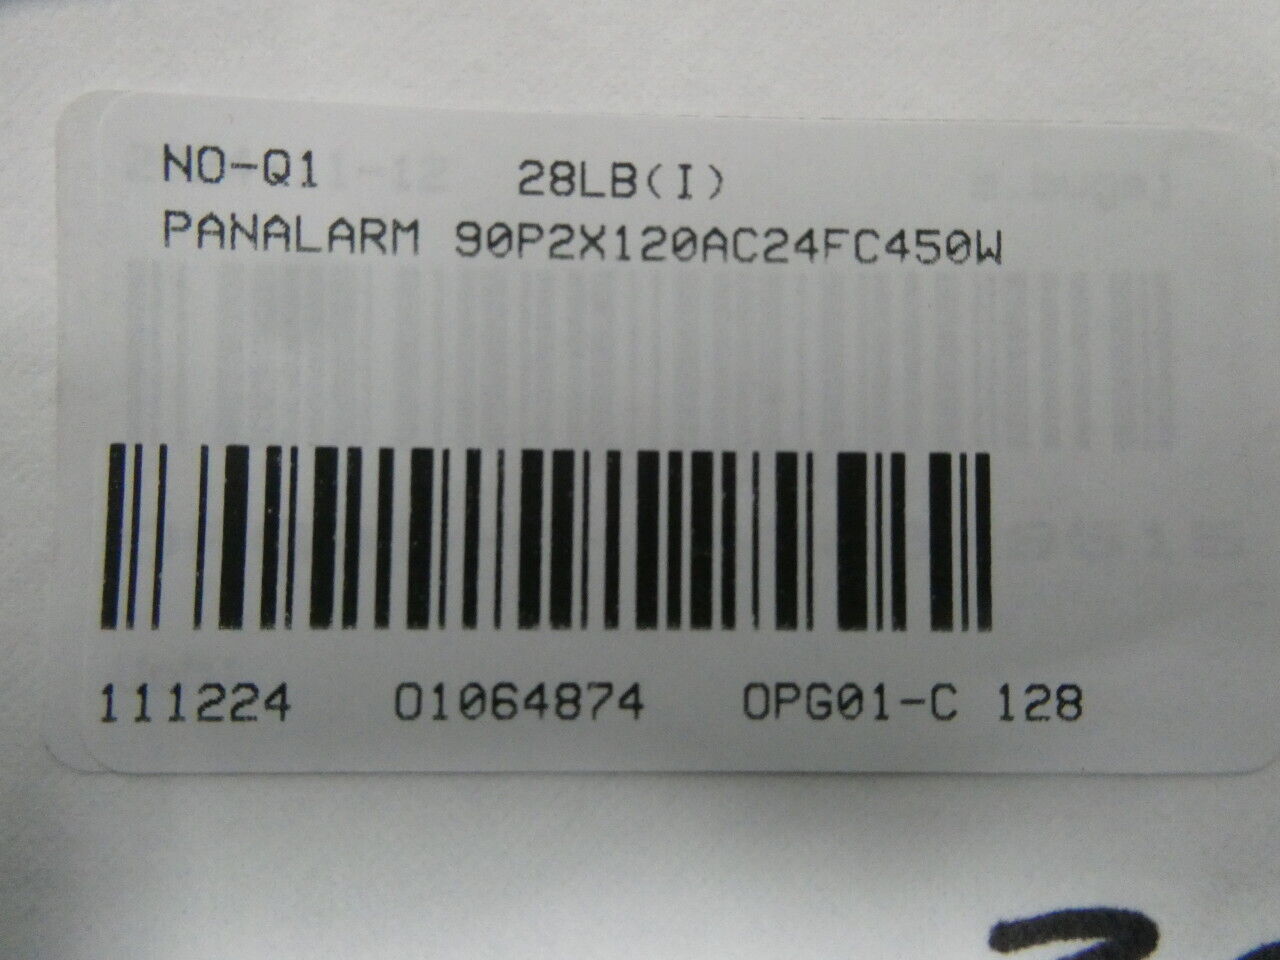 NO-Q1 28LB(I)
PANALARM 90P2X120AC24FC450W
111224 01064874 OPG01-C 128